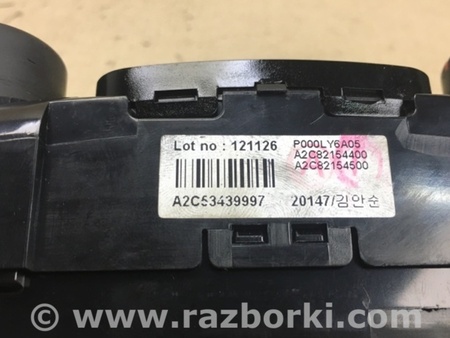 Lot no : 121126
P000LY6A05
A2C82154400
A2C82154500
A2C53439997
20147/김안순
© www.razborki.com